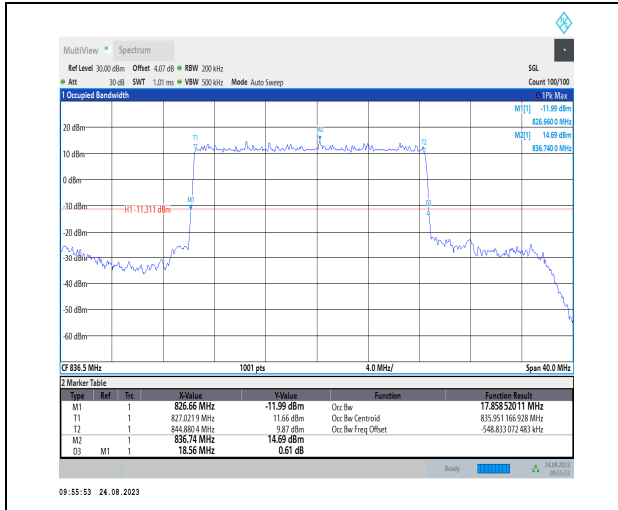 MultiView Spectrum
Ref Level 30.00 dBm Offset 4.07 dB RBW 200 kHz SGL
Att 30 dB SWT 1.01 ms VBW 500 kHz Mode Auto Sweep Count 100/100
1 Occupied Bandwidth 1Pk Max
M1[1] -11.99 dBm
826.660 0 MHz
M2[1] 14.69 dBm
836.740 0 MHz
20 dBm
M2
T1
T2
10 dBm
0 dBm
M1
D3
-10 dBm
H1 -11.311 dBm
-20 dBm
-30 dBm
-40 dBm
-50 dBm
-60 dBm
CF 836.5 MHz 1001 pts 4.0 MHz/ Span 40.0 MHz
2 Marker Table
Type Ref Trc X-Value Y-Value Function Function Result
M1 1 826.66 MHz -11.99 dBm Occ Bw 17.858 520 11 MHz
T1 1 827.021 9 MHz 11.66 dBm Occ Bw Centroid 835.951 166 928 MHz
T2 1 844.880 4 MHz 9.87 dBm Occ Bw Freq Offset -548.833 072 483 kHz
M2 1 836.74 MHz 14.69 dBm
D3 M1 1 18.56 MHz 0.61 dB
Ready 24.08.2023
09:55:53
09:55:53 24.08.2023